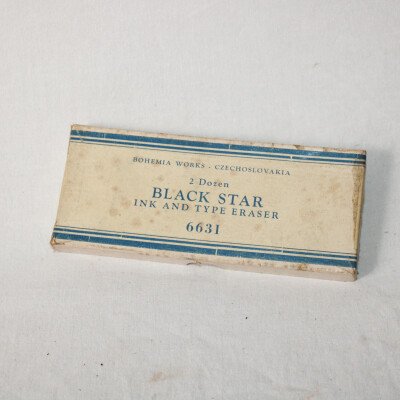 BOHEMIA WORKS - CZECHOSLOVAKIA
2 Dozen
BLACK STAR
INK AND TYPE ERASER
6631